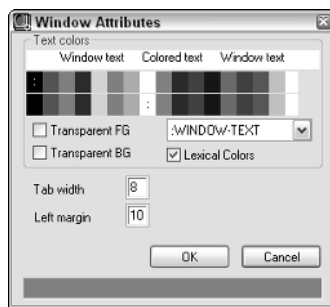 Window Attributes
Text colors
Window text Colored text Window text
:
:
Transparent FG :WINDOW-TEXT
Transparent BG Lexical Colors
Tab width 8
Left margin 10
OK Cancel